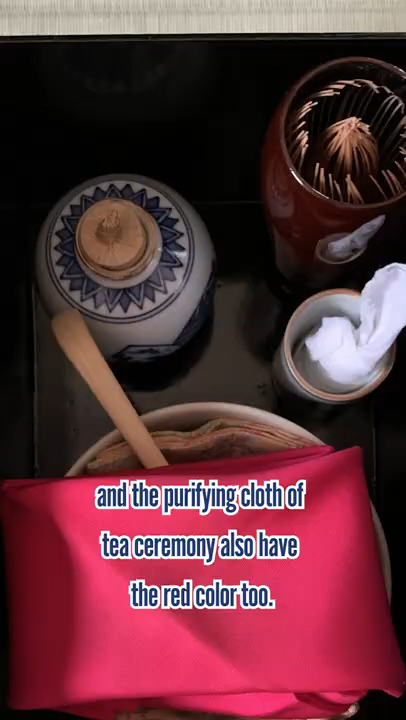 and the purifying cloth of
tea ceremony also have
the red color too.